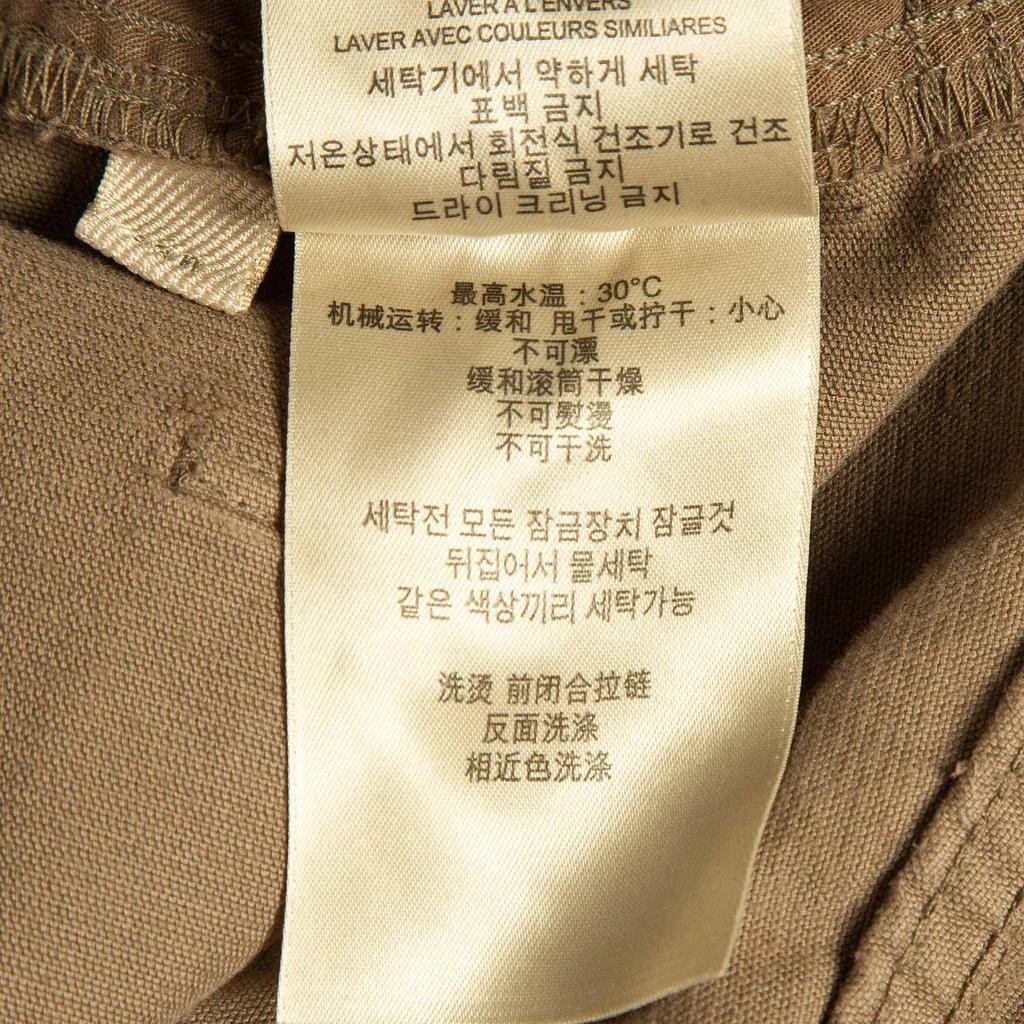 LAVER A L'ENVERS
LAVER AVEC COULEURS SIMILIARES
세탁기에서 약하게 세탁
표백 금지
저온상태에서 회전식 건조기로 건조
다림질 금지
드라이 크리닝 금지
最高水温 : 30°C
机械运转 : 缓和 甩干或拧干 : 小心
不可漂
缓和滚筒干燥
不可熨烫
不可干洗
세탁전 모든 잠금장치 잠글것
뒤집어서 물세탁
같은 색상끼리 세탁가능
洗烫 前闭合拉链
反面洗涤
相近色洗涤